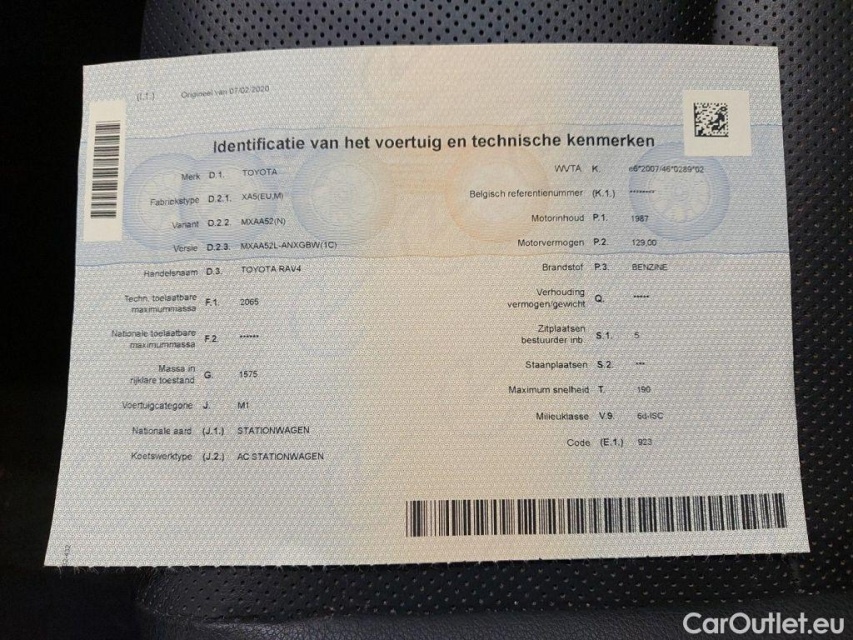 (I.1.) Origineel van 07/02/2020
Identificatie van het voertuig en technische kenmerken
Merk D.1. TOYOTA
Fabriekstype D.2.1. XA5(EU,M)
Variant D.2.2. MXAA52(N)
Versie D.2.3. MXAA52L-ANXGBW(1C)
Handelsnaam D.3. TOYOTA RAV4
Techn. toelaatbare
maximummassa F.1. 2065
Nationale toelaatbare
maximummassa F.2. ******
Massa in
rijklare toestand G. 1575
Voertuigcategorie J. M1
Nationale aard (J.1.) STATIONWAGEN
Koetswerktype (J.2.) AC STATIONWAGEN
WVTA K. e6*2007/46*0289*02
Belgisch referentienummer (K.1.) ********
Motorinhoud P.1. 1987
Motorvermogen P.2. 129,00
Brandstof P.3. BENZINE
Verhouding
vermogen/gewicht Q. *****
Zitplaatsen
bestuurder inb. S.1. 5
Staanplaatsen S.2. ***
Maximum snelheid T. 190
Milieuklasse V.9. 6d-ISC
Code (E.1.) 923
CarOutlet.eu